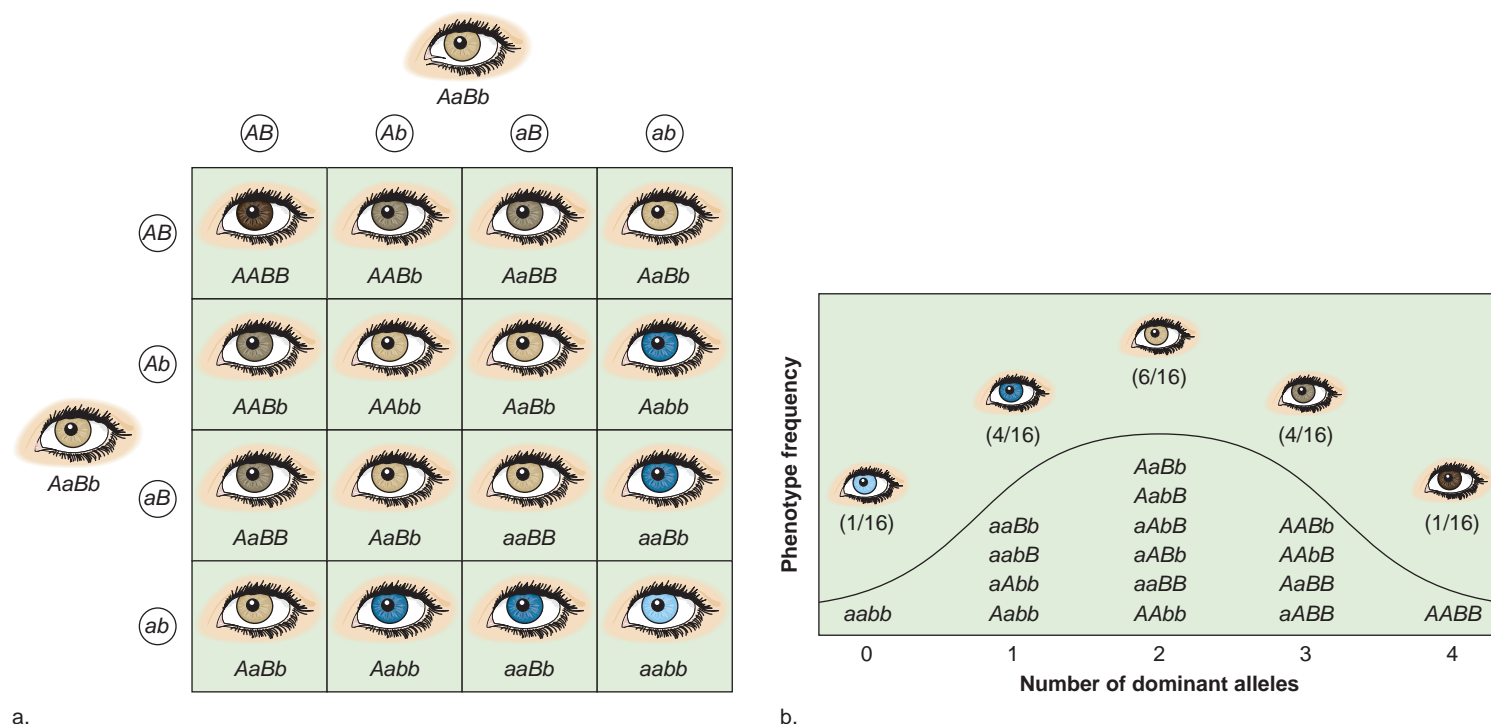 AaBb
AB Ab aB ab
AB
AABB AABb AaBB AaBb
Ab
AABb AAbb AaBb Aabb
AaBb
aB
AaBB AaBb aaBB aaBb
ab
AaBb Aabb aaBb aabb
a.
Phenotype frequency
(6/16)
(4/16) (4/16)
(1/16) (1/16)
AaBb
AabB
aaBb aAbB AABb
aabB aABb AAbB
aAbb aaBB AaBB
aabb Aabb AAbb aABB AABB
0 1 2 3 4
Number of dominant alleles
b.